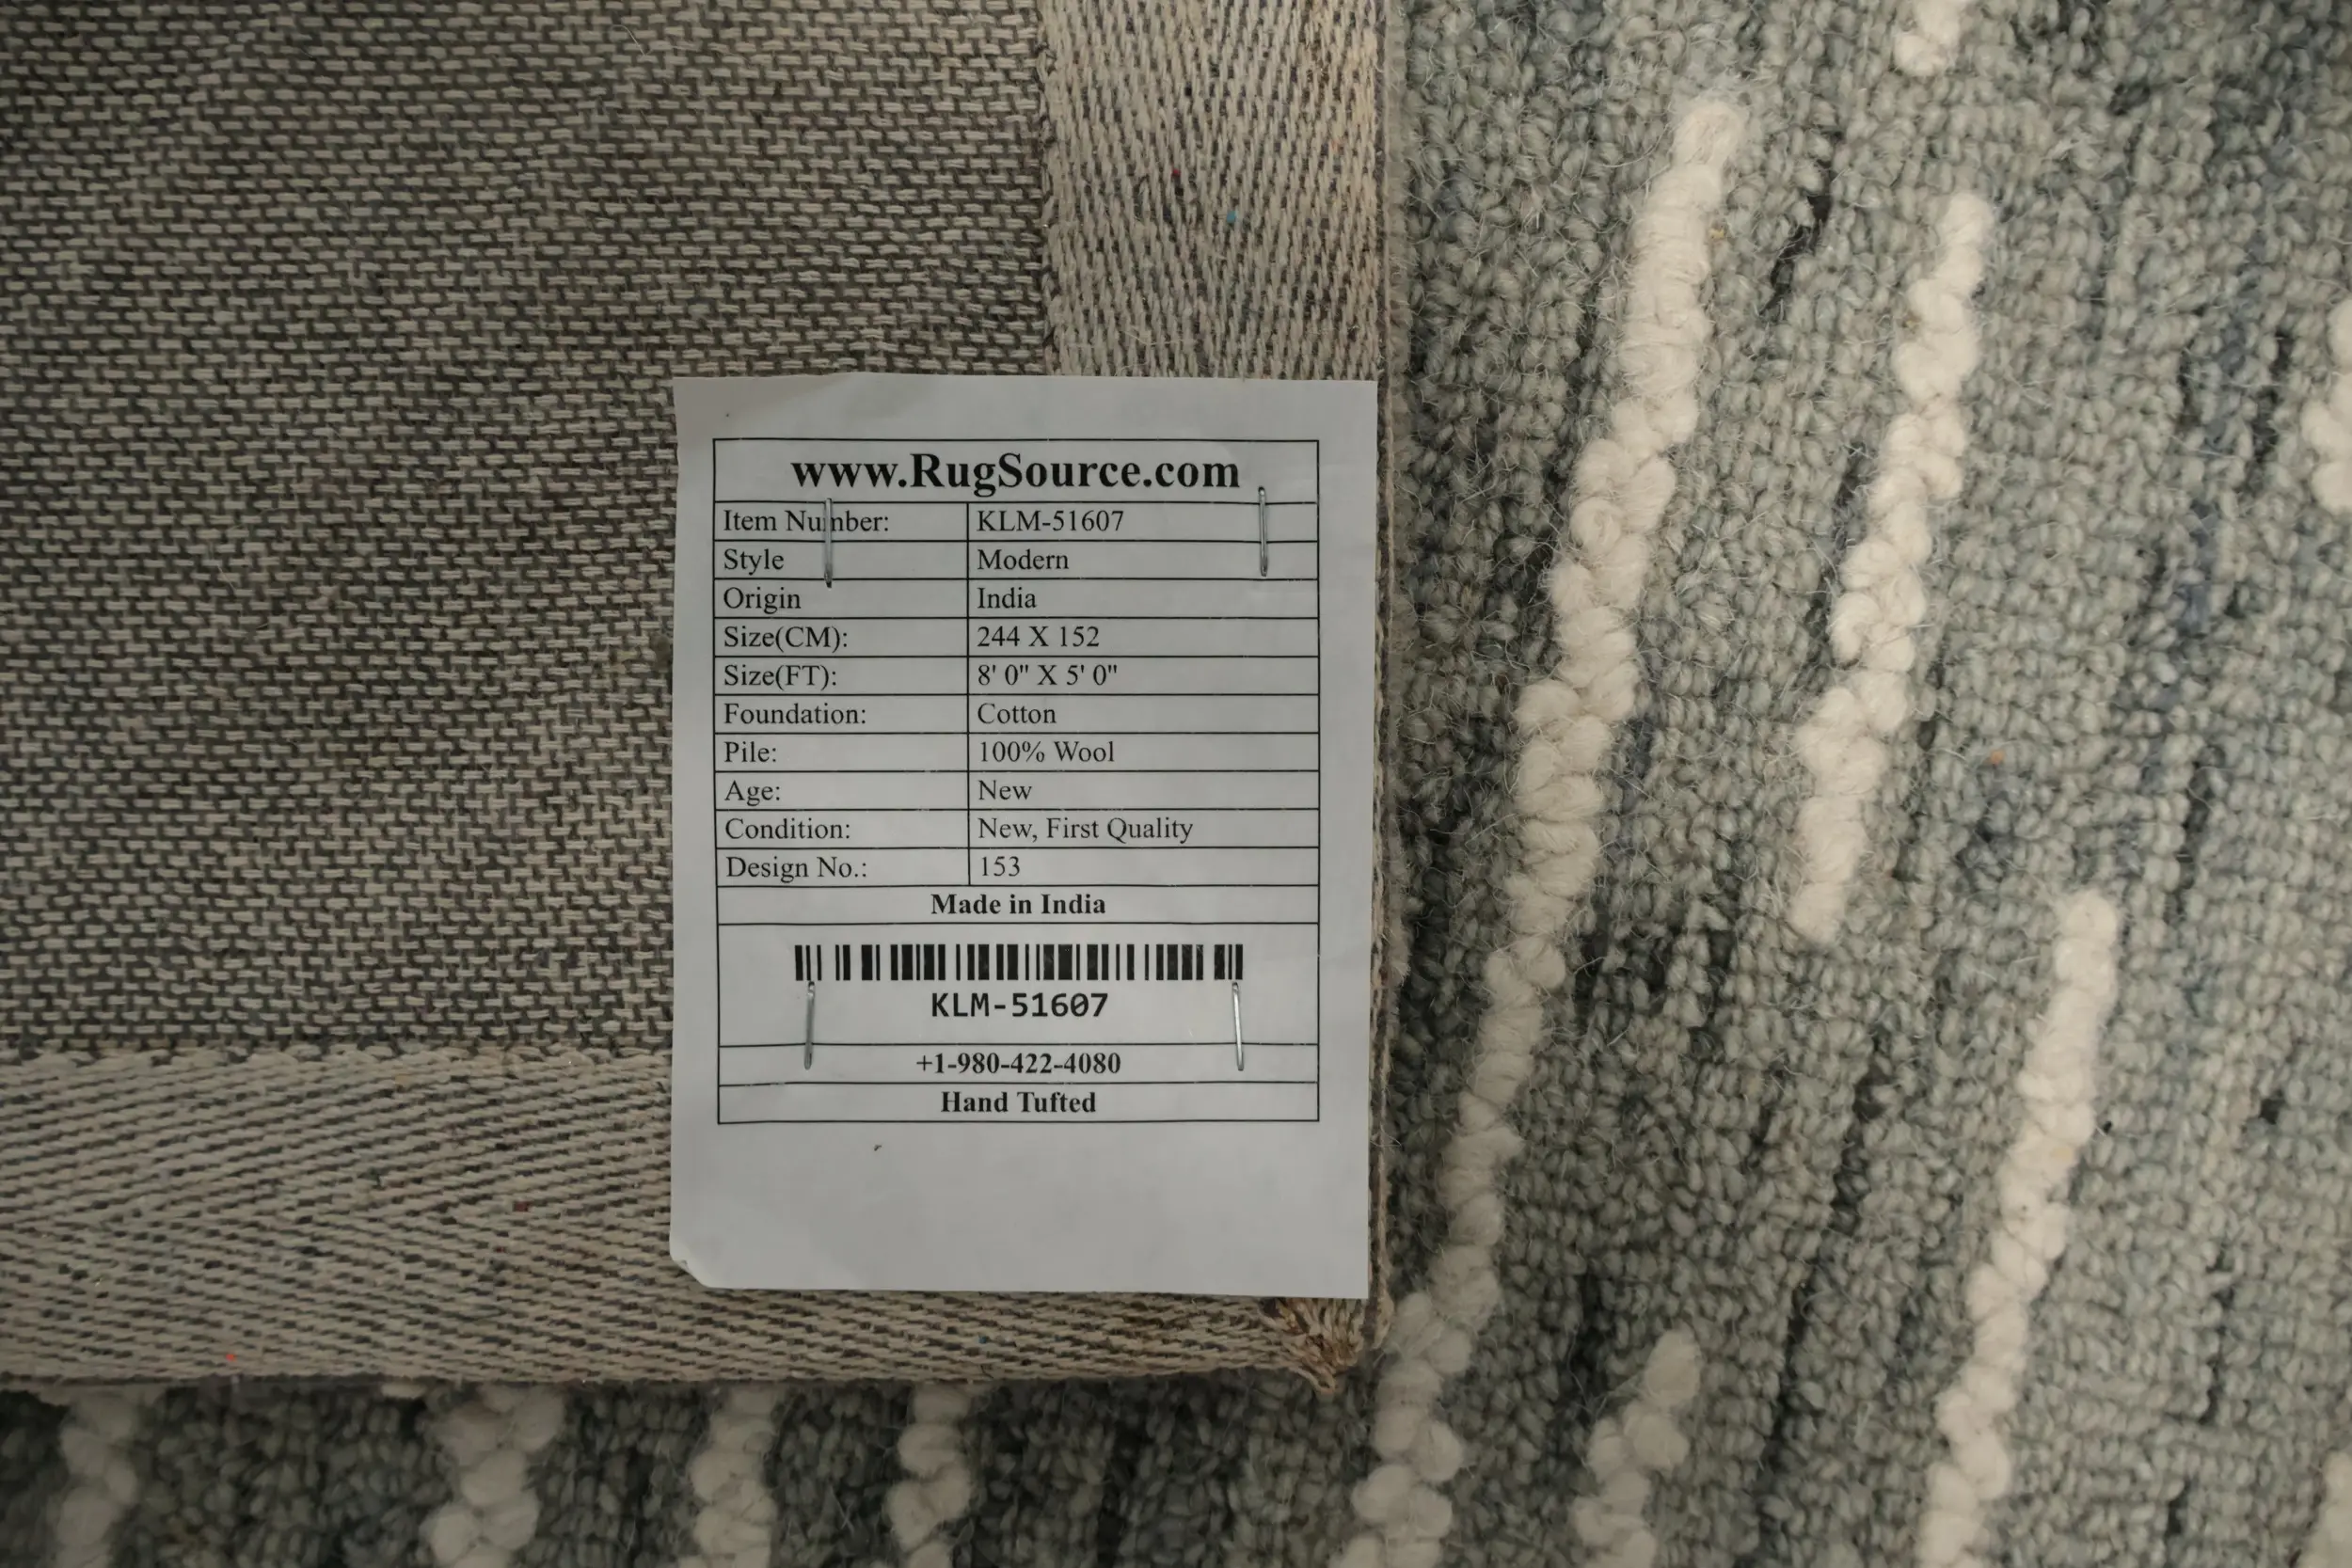 www.RugSource.com
Item Number: KLM-51607
Style Modern
Origin India
Size(CM): 244 X 152
Size(FT): 8' 0" X 5' 0"
Foundation: Cotton
Pile: 100% Wool
Age: New
Condition: New, First Quality
Design No.: 153
Made in India
KLM-51607
+1-980-422-4080
Hand Tufted